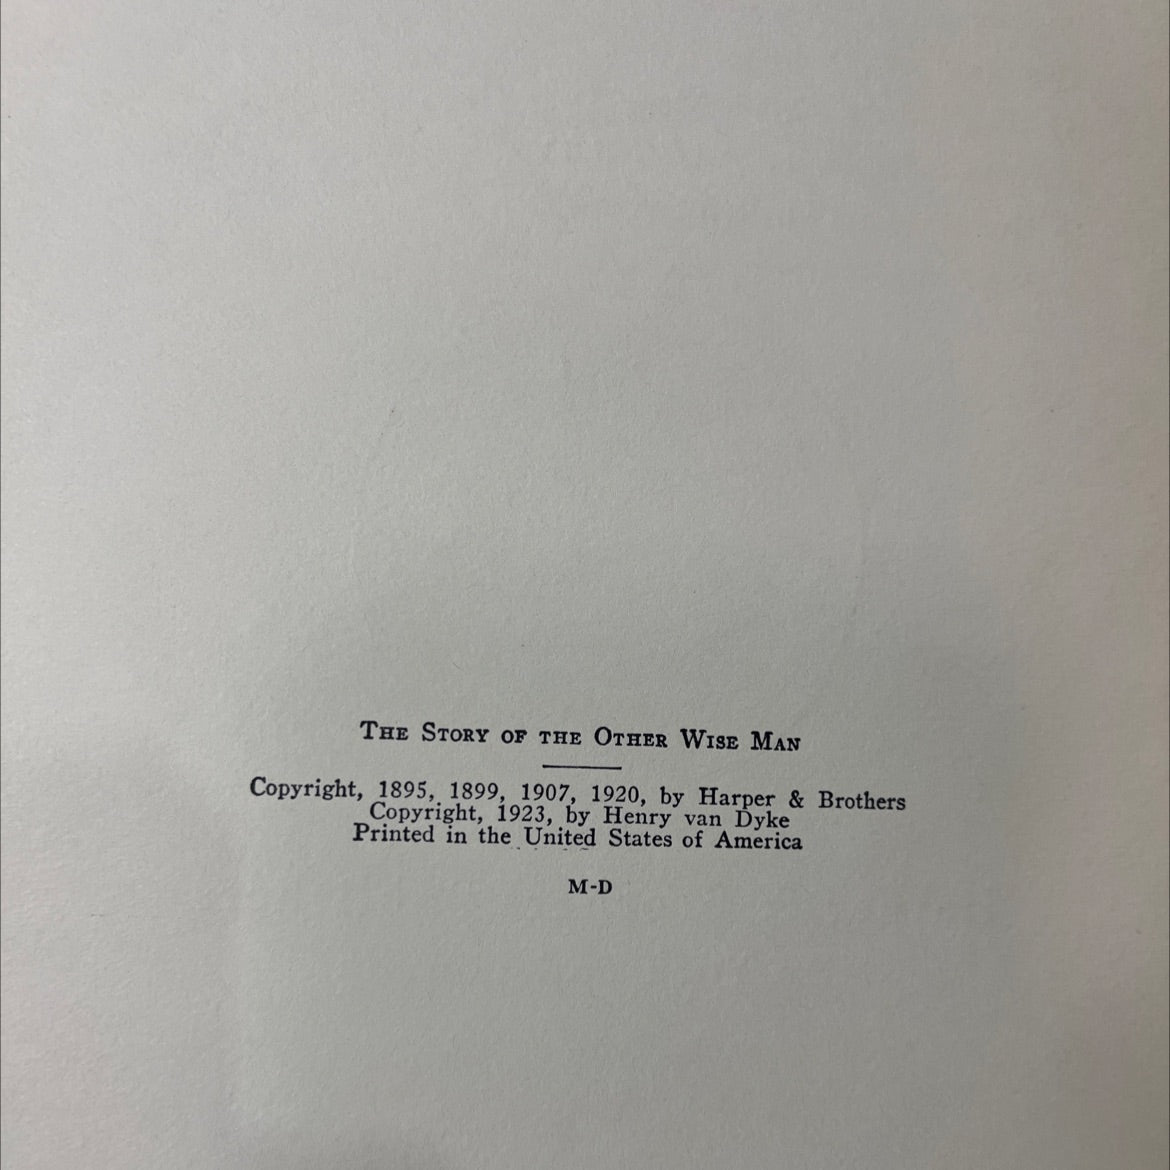 The Story of the Other Wise Man
Copyright, 1895, 1899, 1907, 1920, by Harper & Brothers
Copyright, 1923, by Henry van Dyke
Printed in the United States of America
M-D